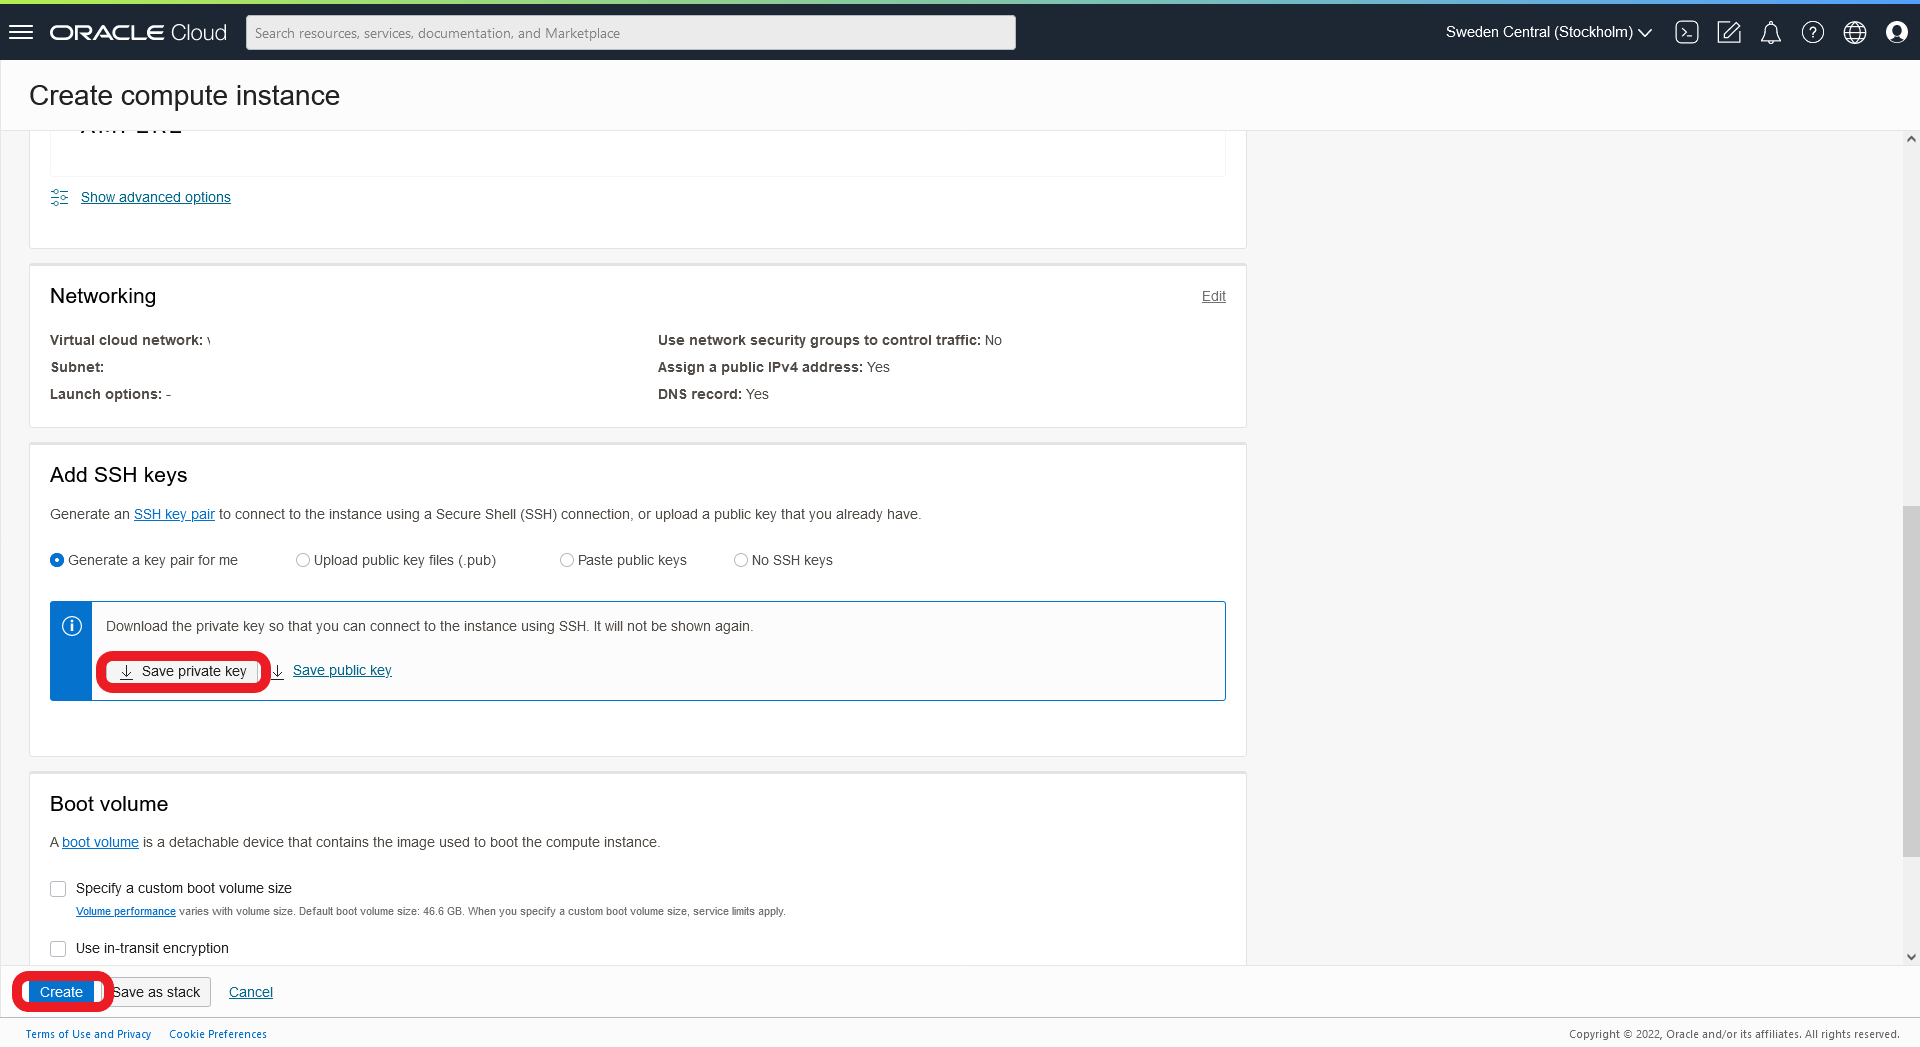 ORACLE Cloud
Search resources, services, documentation, and Marketplace
Sweden Central (Stockholm)
Create compute instance
Show advanced options
Networking
Edit
Virtual cloud network:
Use network security groups to control traffic: No
Subnet:
Assign a public IPv4 address: Yes
Launch options: -
DNS record: Yes
Add SSH keys
Generate an SSH key pair to connect to the instance using a Secure Shell (SSH) connection, or upload a public key that you already have.
Generate a key pair for me
Upload public key files (.pub)
Paste public keys
No SSH keys
Download the private key so that you can connect to the instance using SSH. It will not be shown again.
Save private key
Save public key
Boot volume
A boot volume is a detachable device that contains the image used to boot the compute instance.
Specify a custom boot volume size
Volume performance varies with volume size. Default boot volume size: 46.6 GB. When you specify a custom boot volume size, service limits apply.
Use in-transit encryption
Create
Save as stack
Cancel
Terms of Use and Privacy
Cookie Preferences
Copyright © 2022, Oracle and/or its affiliates. All rights reserved.